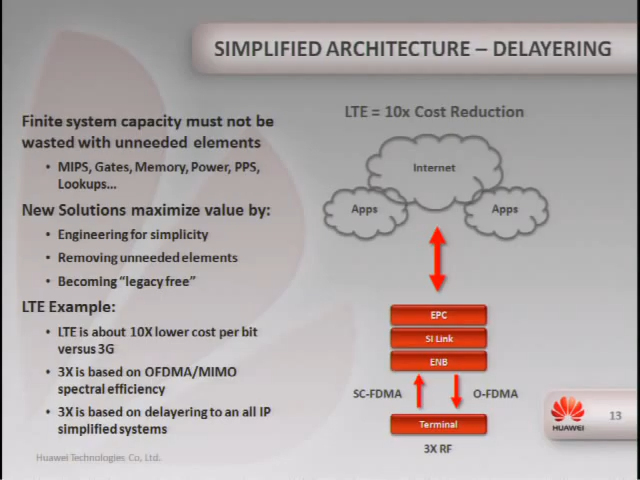 SIMPLIFIED ARCHITECTURE – DELAYERING
Finite system capacity must not be
wasted with unneeded elements
• MIPS, Gates, Memory, Power, PPS,
Lookups...
New Solutions maximize value by:
• Engineering for simplicity
• Removing unneeded elements
• Becoming “legacy free”
LTE Example:
• LTE is about 10X lower cost per bit
versus 3G
• 3X is based on OFDMA/MIMO
spectral efficiency
• 3X is based on delayering to an all IP
simplified systems
LTE = 10x Cost Reduction
Internet
Apps
Apps
EPC
SI Link
ENB
SC-FDMA
O-FDMA
Terminal
3X RF
HUAWEI
13
Huawei Technologies Co, Ltd.